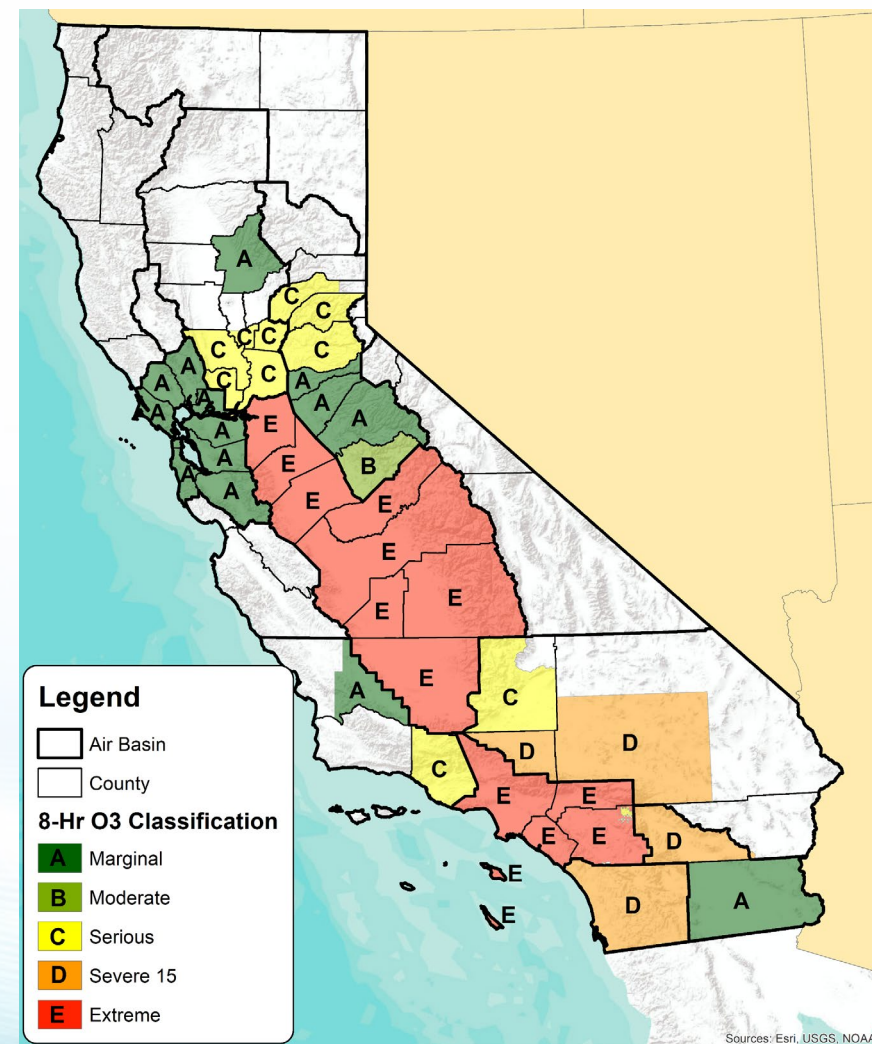 A
C
C
C C
C C
A
C
C A
A
A
A
A A
A
E
A
A
E
B
A
A
E
E
E
E
E
E
A
C
D
D
C
E E
E E
D
E
D A
E
Legend
Air Basin
County
8-Hr O3 Classification
A Marginal
B Moderate
C Serious
D Severe 15
E Extreme
Sources: Esri, USGS, NOAA